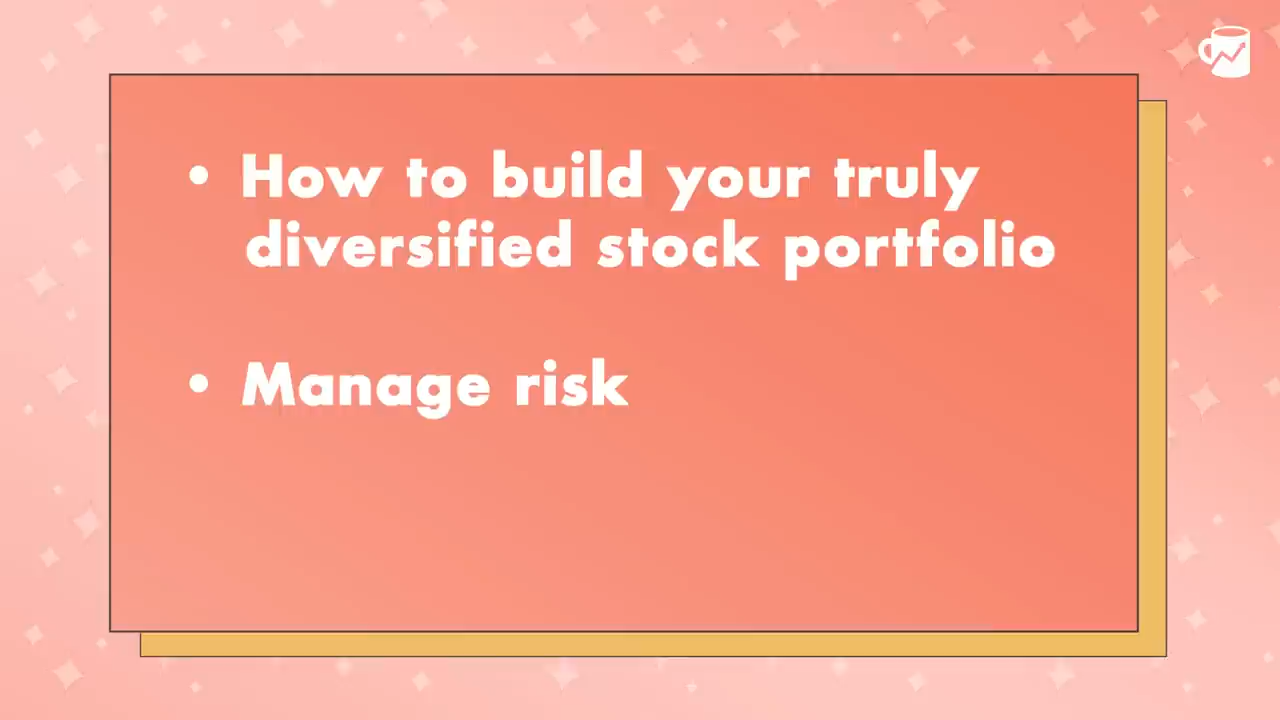 • How to build your truly
diversified stock portfolio
• Manage risk